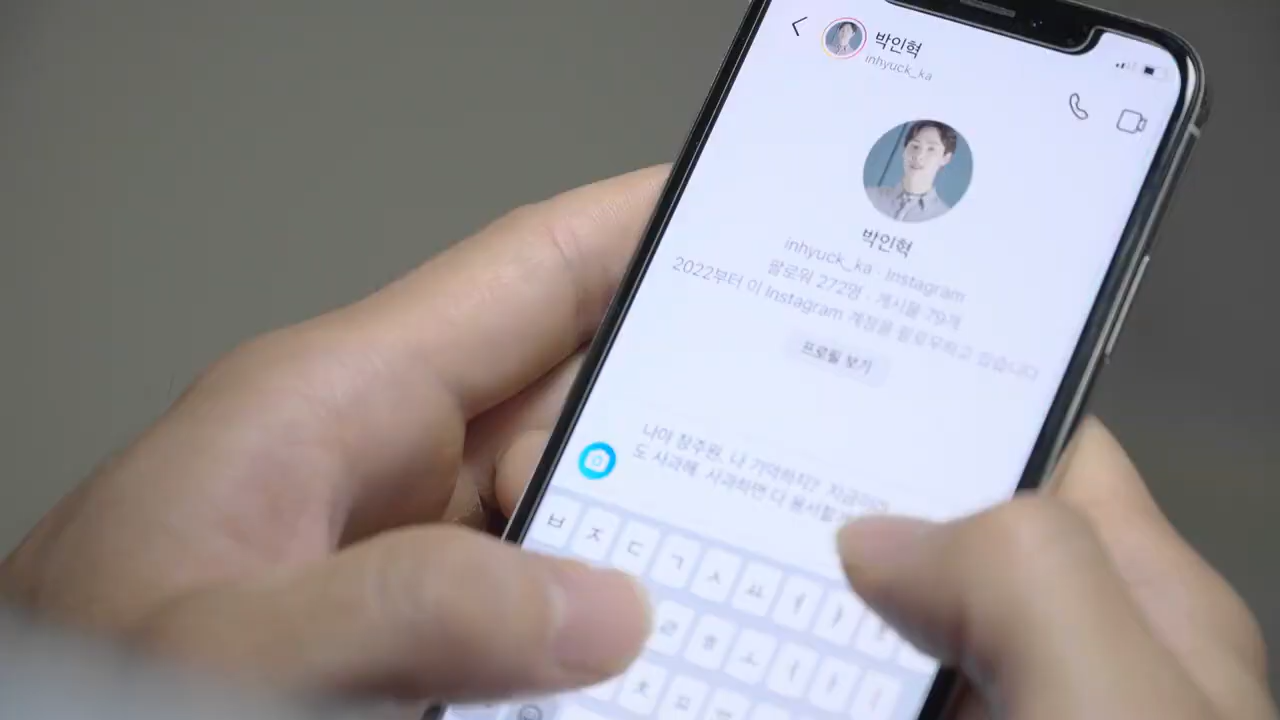 박인혁
inhyuck_ka
박인혁
inhyuck_ka · Instagram
팔로워 272명 · 게시물 79개
2022부터 이 Instagram 계정을 팔로우하고 있습니다
프로필 보기
나야 장주원. 나 기억하지? 지금이라
도 사과해. 사과하면 다 용서할
ㅂ ㅈ ㄷ ㄱ ㅅ ㅛ ㅕ ㅑ
ㄹ ㅎ ㅗ ㅓ ㅏ ㅣ
ㅊ ㅍ